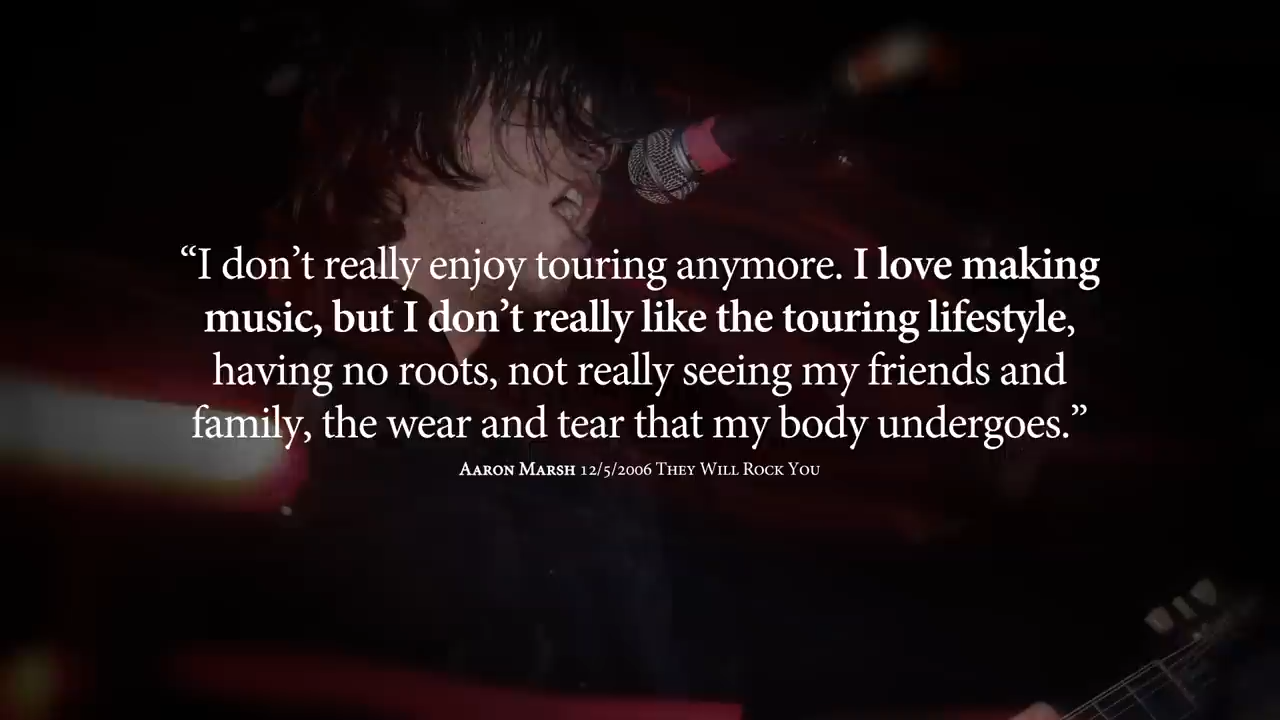 “I don’t really enjoy touring anymore. I love making
music, but I don’t really like the touring lifestyle,
having no roots, not really seeing my friends and
family, the wear and tear that my body undergoes.”
Aaron Marsh 12/5/2006 They Will Rock You